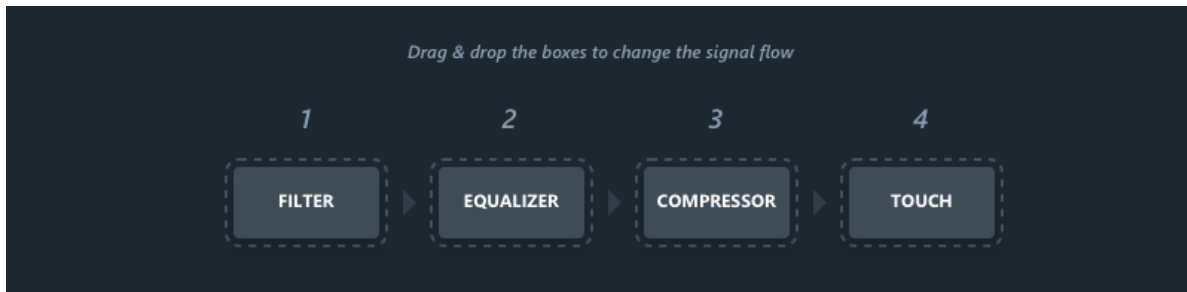 Drag & drop the boxes to change the signal flow
1 2 3 4
FILTER EQUALIZER COMPRESSOR TOUCH